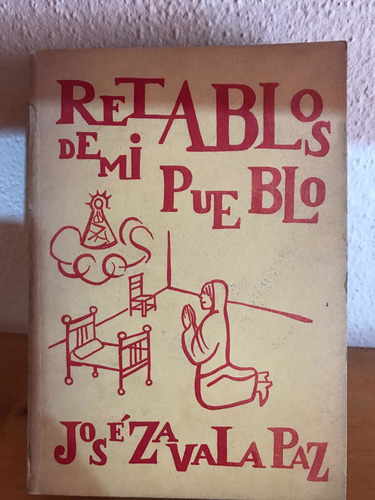 RETABLOS
DE MI PUEBLO
JOSÉ ZAVALA PAZ